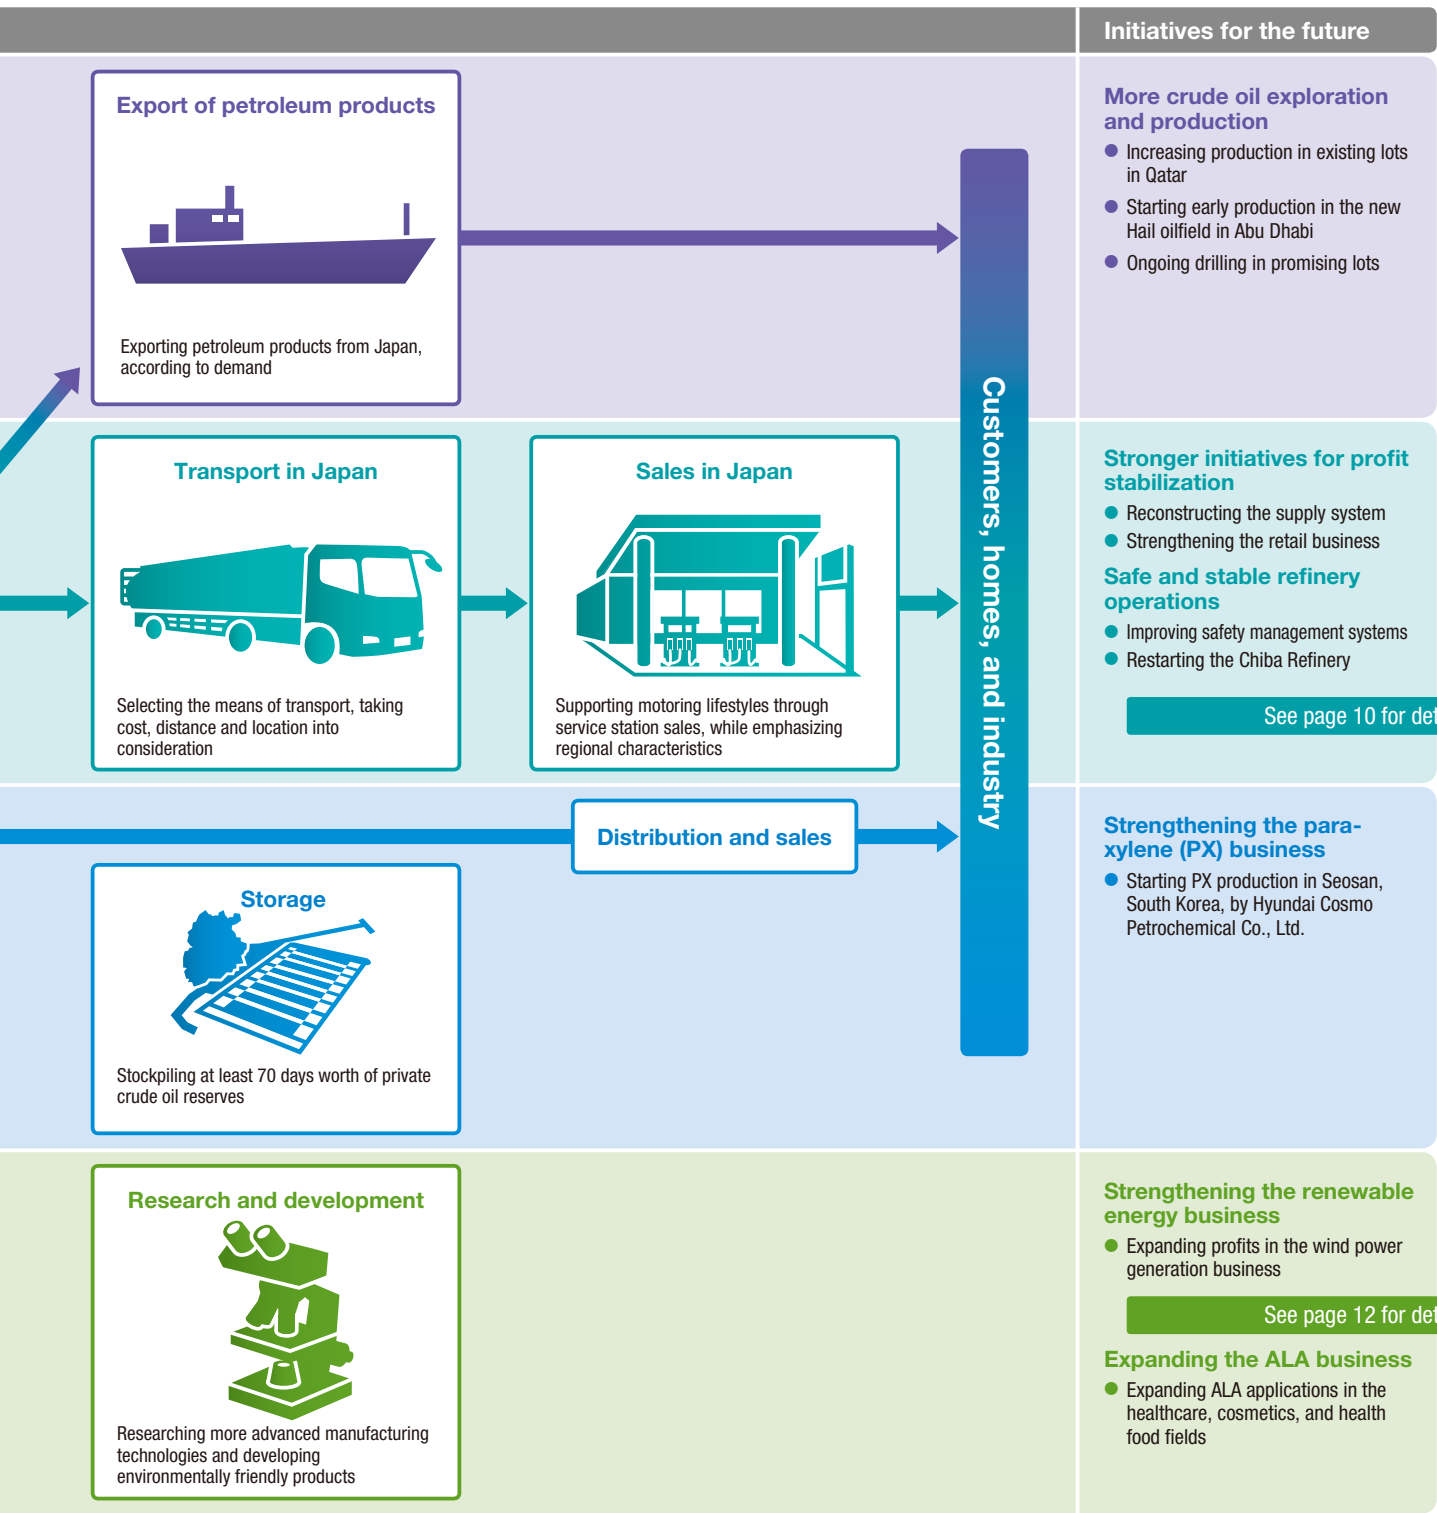 Initiatives for the future
Export of petroleum products
Exporting petroleum products from Japan,
according to demand
More crude oil exploration
and production
● Increasing production in existing lots
in Qatar
● Starting early production in the new
Hail oilfield in Abu Dhabi
● Ongoing drilling in promising lots
Customers, homes, and industry
Transport in Japan
Selecting the means of transport, taking
cost, distance and location into
consideration
Sales in Japan
Supporting motoring lifestyles through
service station sales, while emphasizing
regional characteristics
Stronger initiatives for profit
stabilization
● Reconstructing the supply system
● Strengthening the retail business
Safe and stable refinery
operations
● Improving safety management systems
● Restarting the Chiba Refinery
See page 10 for det
Distribution and sales
Storage
Stockpiling at least 70 days worth of private
crude oil reserves
Strengthening the para-
xylene (PX) business
● Starting PX production in Seosan,
South Korea, by Hyundai Cosmo
Petrochemical Co., Ltd.
Research and development
Researching more advanced manufacturing
technologies and developing
environmentally friendly products
Strengthening the renewable
energy business
● Expanding profits in the wind power
generation business
See page 12 for det
Expanding the ALA business
● Expanding ALA applications in the
healthcare, cosmetics, and health
food fields